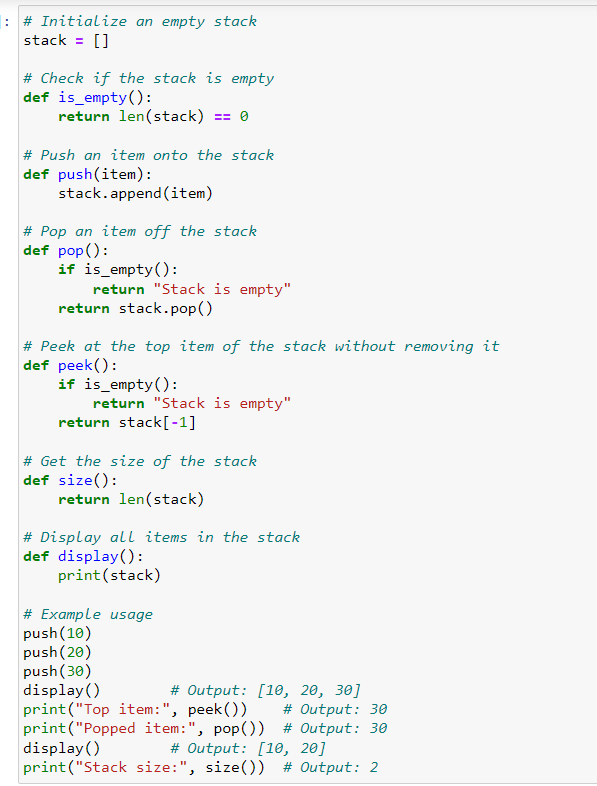 ]: # Initialize an empty stack
stack = []

# Check if the stack is empty
def is_empty():
    return len(stack) == 0

# Push an item onto the stack
def push(item):
    stack.append(item)

# Pop an item off the stack
def pop():
    if is_empty():
        return "Stack is empty"
    return stack.pop()

# Peek at the top item of the stack without removing it
def peek():
    if is_empty():
        return "Stack is empty"
    return stack[-1]

# Get the size of the stack
def size():
    return len(stack)

# Display all items in the stack
def display():
    print(stack)

# Example usage
push(10)
push(20)
push(30)
display()        # Output: [10, 20, 30]
print("Top item:", peek())    # Output: 30
print("Popped item:", pop())  # Output: 30
display()        # Output: [10, 20]
print("Stack size:", size())  # Output: 2